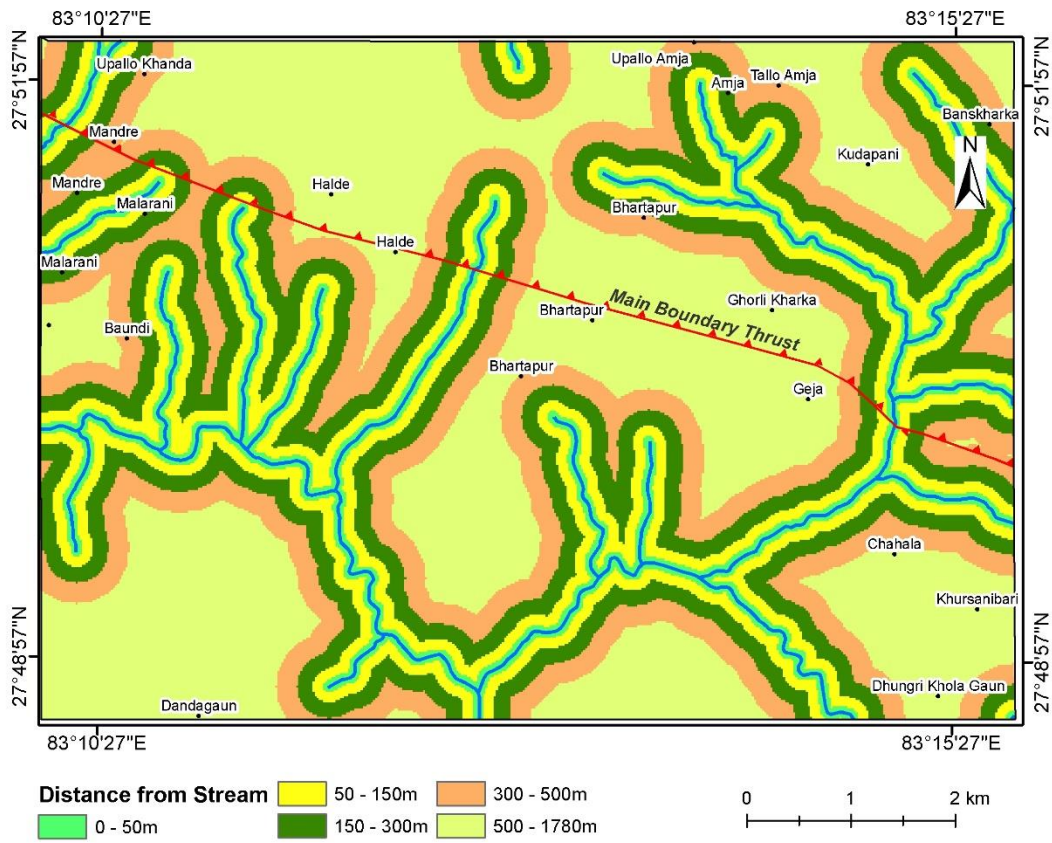 83°10'27"E
83°15'27"E
27°51'57"N
27°51'57"N
Upallo Khanda
Upallo Amja
Amja
Tallo Amja
Banskharka
Mandre
Kudapani
N
Mandre
Halde
Malarani
Bhartapur
Halde
Malarani
Main Boundary Thrust
Ghorli Kharka
Bhartapur
Baundi
Bhartapur
Geja
Chahala
Khursanibari
27°48'57"N
27°48'57"N
Dhungri Khola Gaun
Dandagaun
83°10'27"E
83°15'27"E
Distance from Stream
0 - 50m
50 - 150m
150 - 300m
300 - 500m
500 - 1780m
0 1 2 km